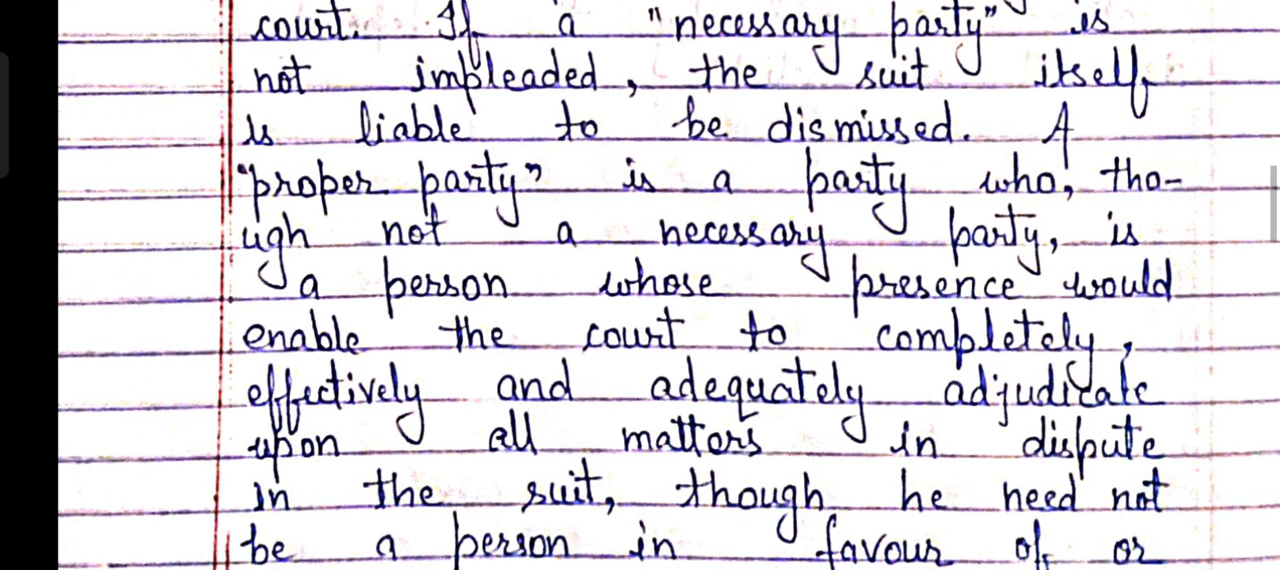 court. If a "necessary party" is
not impleaded, the suit itself
is liable to be dismissed. A
"proper party" is a party who, tho-
ugh not a necessary party, is
a person whose presence would
enable the court to completely,
effectively and adequately adjudicate
upon all matters in dispute
in the suit, though he need not
be a person in favour of or